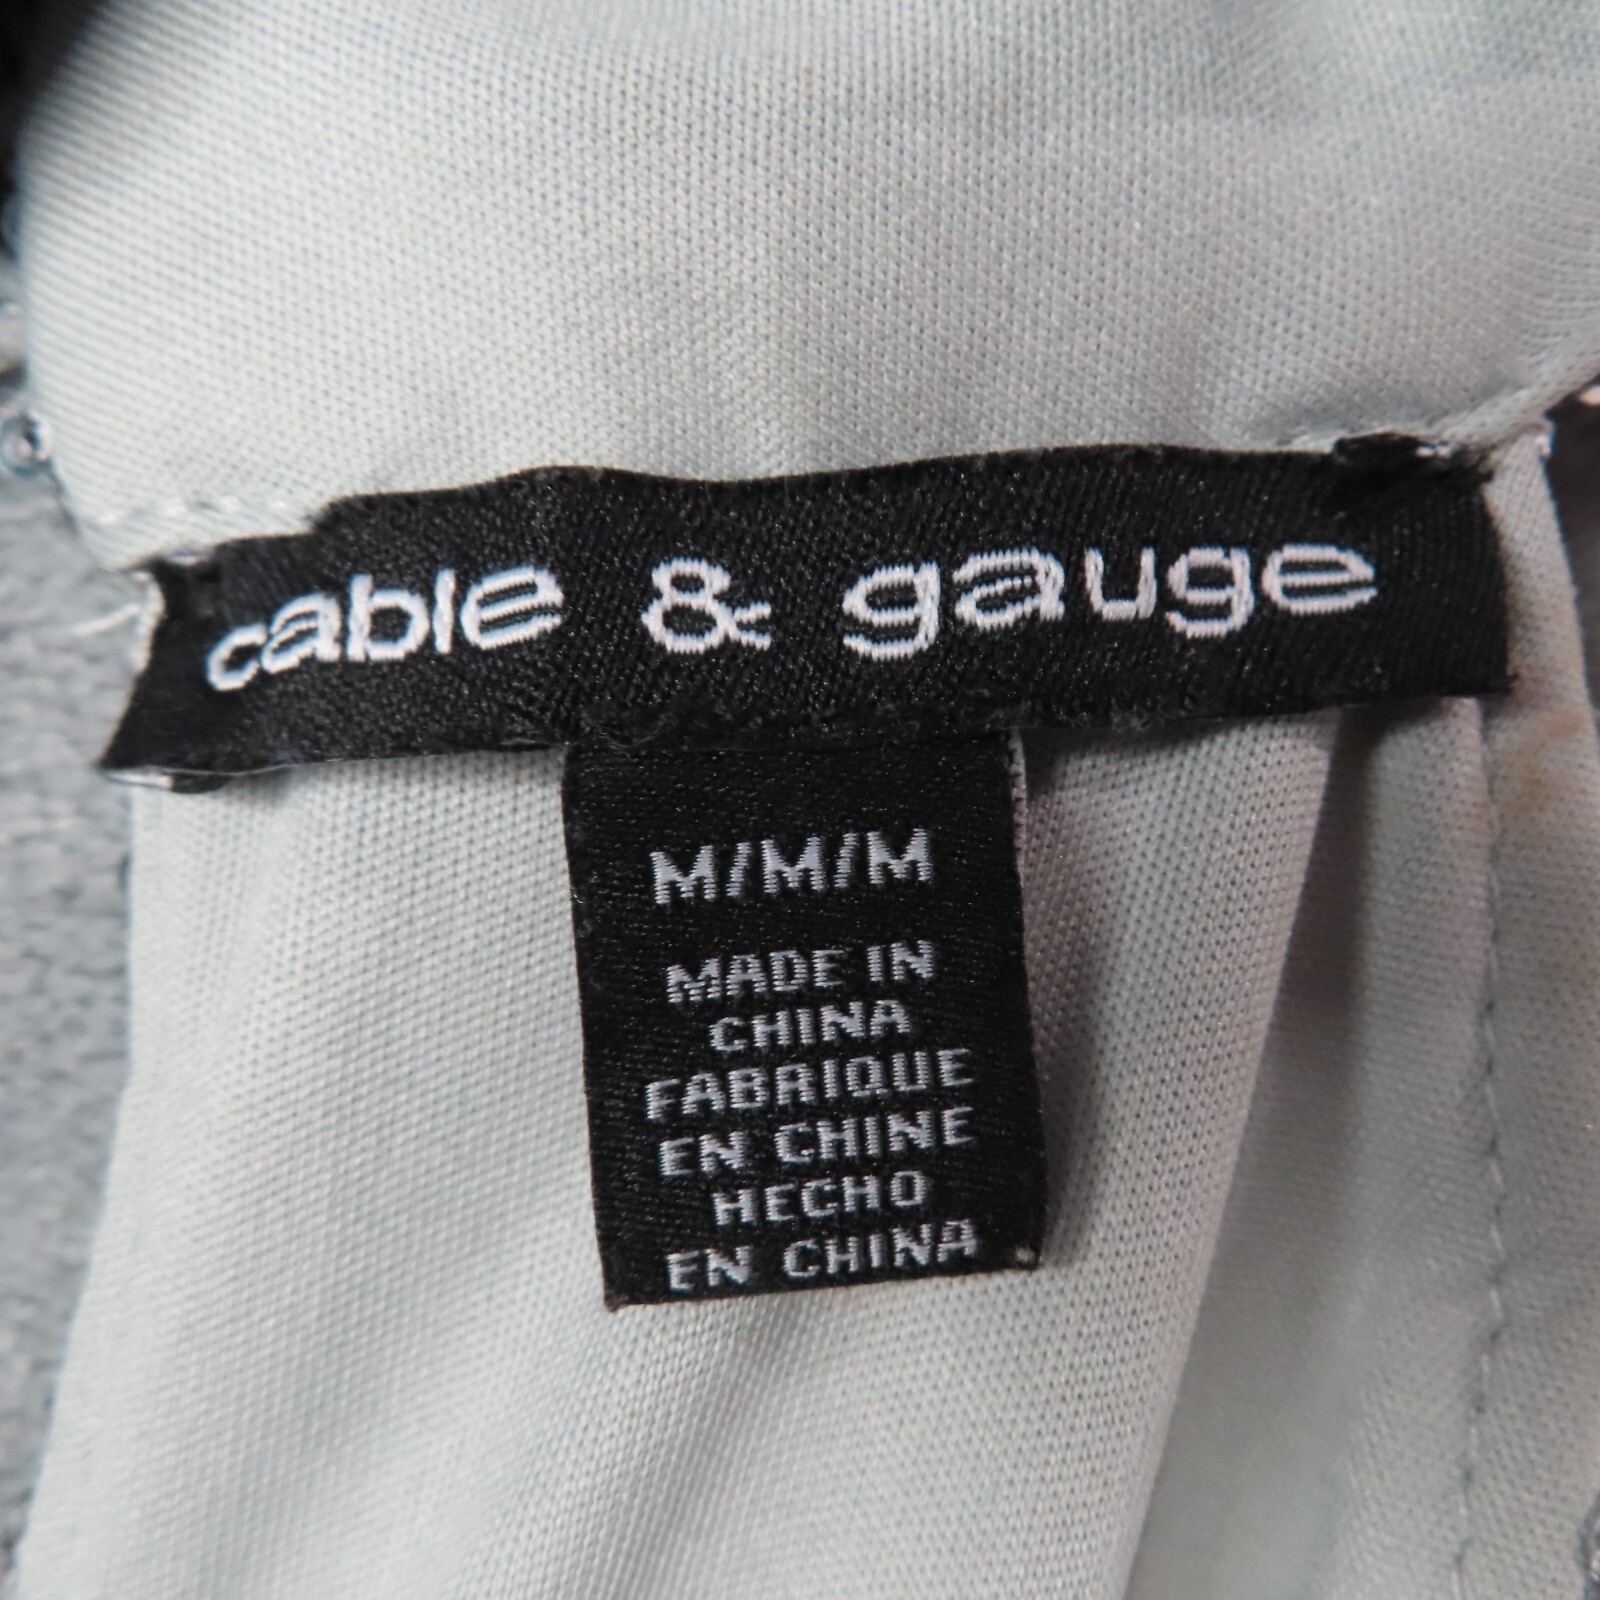 cable & gauge
M/M/M
MADE IN
CHINA
FABRIQUE
EN CHINE
HECHO
EN CHINA